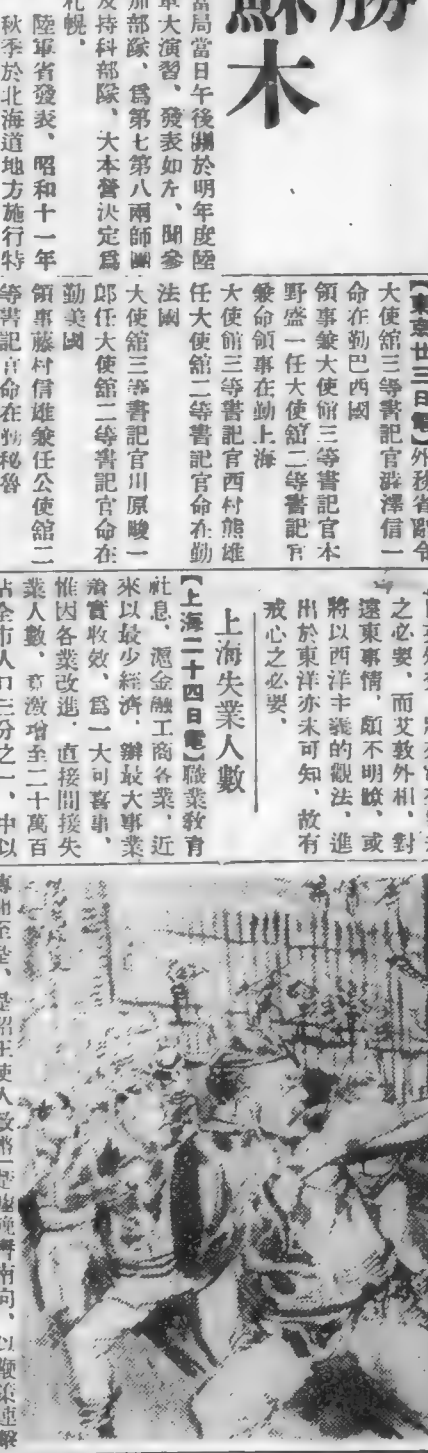 勝
蘇木
當局當日午後關於明年度陸
軍大演習、發表如左、聞參
加部隊、爲第七第八兩師團
及持科部隊、大本營決定爲
札幌、
陸軍省發表、昭和十一年
秋季於北海道地方施行特
【東京廿三日電】外務省辭令
大使舘三等書記官澁澤信一
命在勤巴西國
領事兼大使館三等書記官本
野盛一任大使舘二等書記官
兼命領事在勤上海
大使館三等書記官西村熊雄
任大使舘二等書記官命在勤
法國
大使舘三等書記官川原畯一
郎任大使舘二等書記官命在
勤美國
領事藤村信雄兼任公使舘二
等書記官命在勤秘魯
之必要、而艾敦外相、對
遠東事情、頗不明瞭、或
將以西洋主義的觀法、進
出於東洋亦未可知、故有
戒心之必要、
上海失業人數
【上海二十四日電】職業敎育
社息、滬金融工商各業、近
來以最少經濟、辦最大事業
着實收效、爲一大可喜事、
惟因各業改進、直接間接失
業人數、竟激增至二十萬百
佔全市人口三分之一、中以